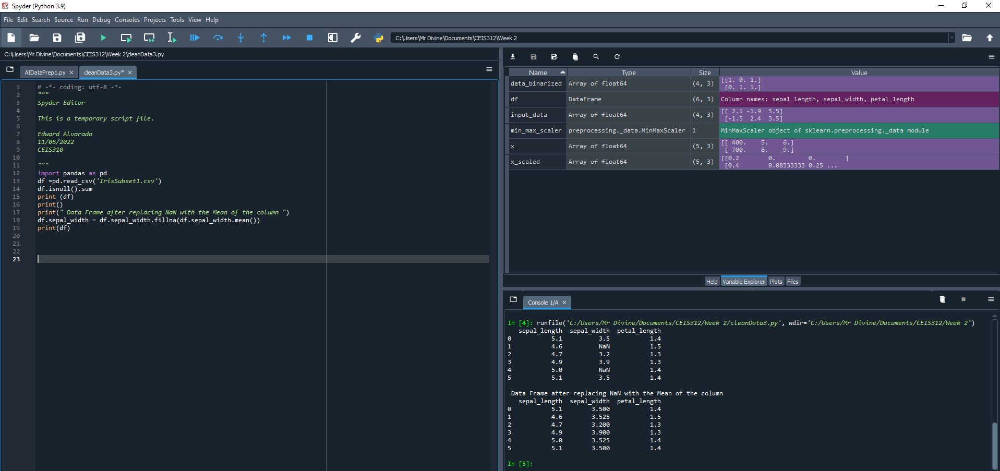 Spyder (Python 3.9)
File Edit Search Source Run Debug Consoles Projects Tools View Help
C:\Users\Mr Divine\Documents\CEIS312\Week 2
C:\Users\Mr Divine\Documents\CEIS312\Week 2\cleanData3.py
AIDataPrep1.py cleanData3.py*
1 # -*- coding: utf-8 -*-
2 """
3 Spyder Editor
4
5 This is a temporary script file.
6
7 Edward Alvarado
8 11/06/2022
9 CEIS310
10
11 """
12 import pandas as pd
13 df =pd.read_csv('IrisSubset1.csv')
14 df.isnull().sum
15 print (df)
16 print()
17 print(" Data Frame after replacing NaN with the Mean of the column ")
18 df.sepal_width = df.sepal_width.fillna(df.sepal_width.mean())
19 print(df)
20
21
22
23
Name Type Size Value
data_binarized Array of float64 (4, 3) [[1. 0. 1.]
[0. 1. 1.]
df DataFrame (6, 3) Column names: sepal_length, sepal_width, petal_length
input_data Array of float64 (4, 3) [[ 2.1 -1.9 5.5]
[-1.5 2.4 3.5]
min_max_scaler preprocessing._data.MinMaxScaler 1 MinMaxScaler object of sklearn.preprocessing._data module
x Array of float64 (5, 3) [[ 400. 5. 6.]
[ 700. 6. 9.]
x_scaled Array of float64 (5, 3) [[0.2 0. 0. ]
[0.4 0.08333333 0.25 ...
Help Variable Explorer Plots Files
Console 1/A
In [4]: runfile('C:/Users/Mr Divine/Documents/CEIS312/Week 2/cleanData3.py', wdir='C:/Users/Mr Divine/Documents/CEIS312/Week 2')
sepal_length sepal_width petal_length
0 5.1 3.5 1.4
1 4.6 NaN 1.5
2 4.7 3.2 1.3
3 4.9 3.9 1.3
4 5.0 NaN 1.4
5 5.1 3.5 1.4
Data Frame after replacing NaN with the Mean of the column
sepal_length sepal_width petal_length
0 5.1 3.500 1.4
1 4.6 3.525 1.5
2 4.7 3.200 1.3
3 4.9 3.900 1.3
4 5.0 3.525 1.4
5 5.1 3.500 1.4
In [5]: